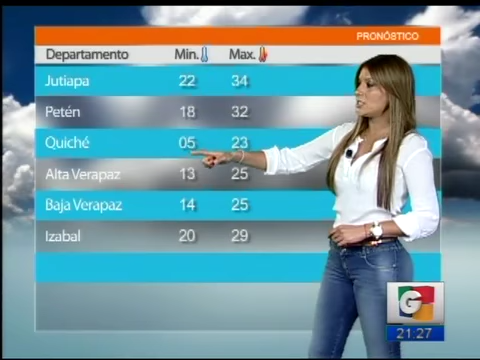 PRONÓSTICO
Departamento Min. Max.
Jutiapa 22 34
Petén 18 32
Quiché 05 23
Alta Verapaz 13 25
Baja Verapaz 14 25
Izabal 20 29
G
21:27